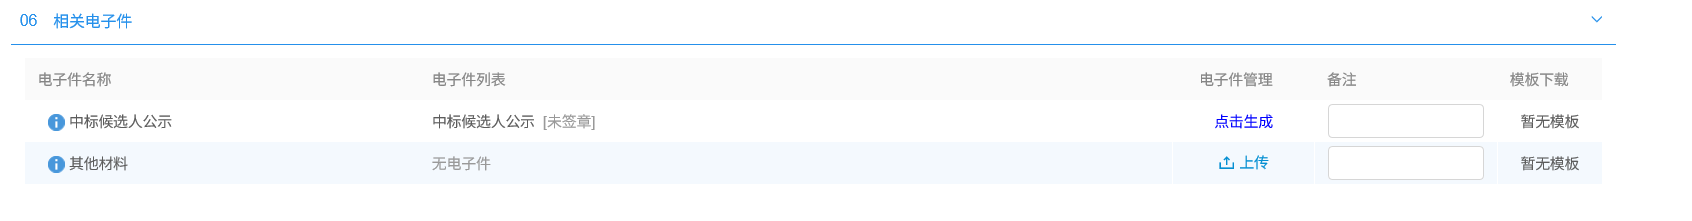 06 相关电子件
电子件名称 电子件列表 电子件管理 备注 模板下载
中标候选人公示 中标候选人公示 [未签章] 点击生成 暂无模板
其他材料 无电子件 上传 暂无模板